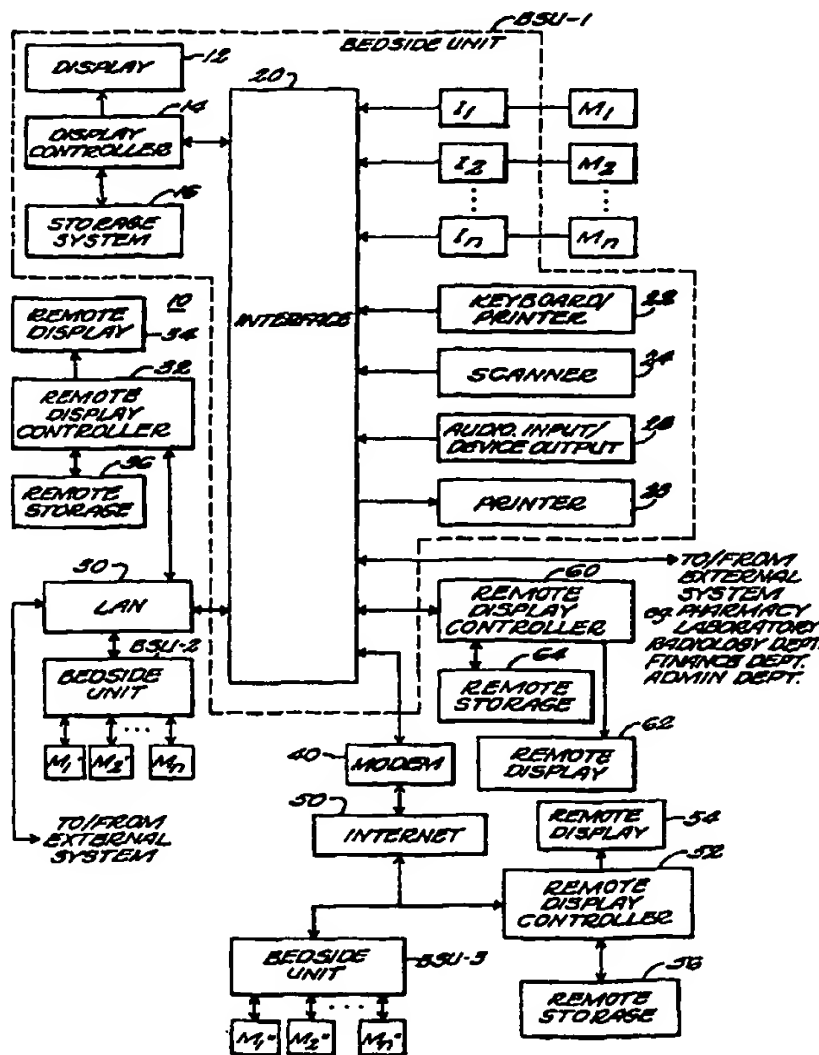 BSU-1
BEDSIDE UNIT
DISPLAY
12
20
14
DISPLAY
CONTROLLER
16
STORAGE
SYSTEM
I1
M1
I2
M2
In
Mn
INTERFACE
KEYBOARD/
PRINTER
22
SCANNER
24
AUDIO. INPUT/
DEVICE OUTPUT
PRINTER
REMOTE
DISPLAY
10
34
32
REMOTE
DISPLAY
CONTROLLER
36
REMOTE
STORAGE
30
LAN
BSU-2
BEDSIDE
UNIT
M1'
M2'
Mn'
TO/FROM
EXTERNAL
SYSTEM
TO/FROM
EXTERNAL
SYSTEM
eg. PHARMACY
LABORATORY
RADIOLOGY DEPT.
FINANCE DEPT.
ADMIN DEPT.
60
REMOTE
DISPLAY
CONTROLLER
64
REMOTE
STORAGE
62
REMOTE
DISPLAY
40
MODEM
50
INTERNET
REMOTE
DISPLAY
54
52
REMOTE
DISPLAY
CONTROLLER
56
REMOTE
STORAGE
BEDSIDE
UNIT
BSU-3
M1"
M2"
Mn"